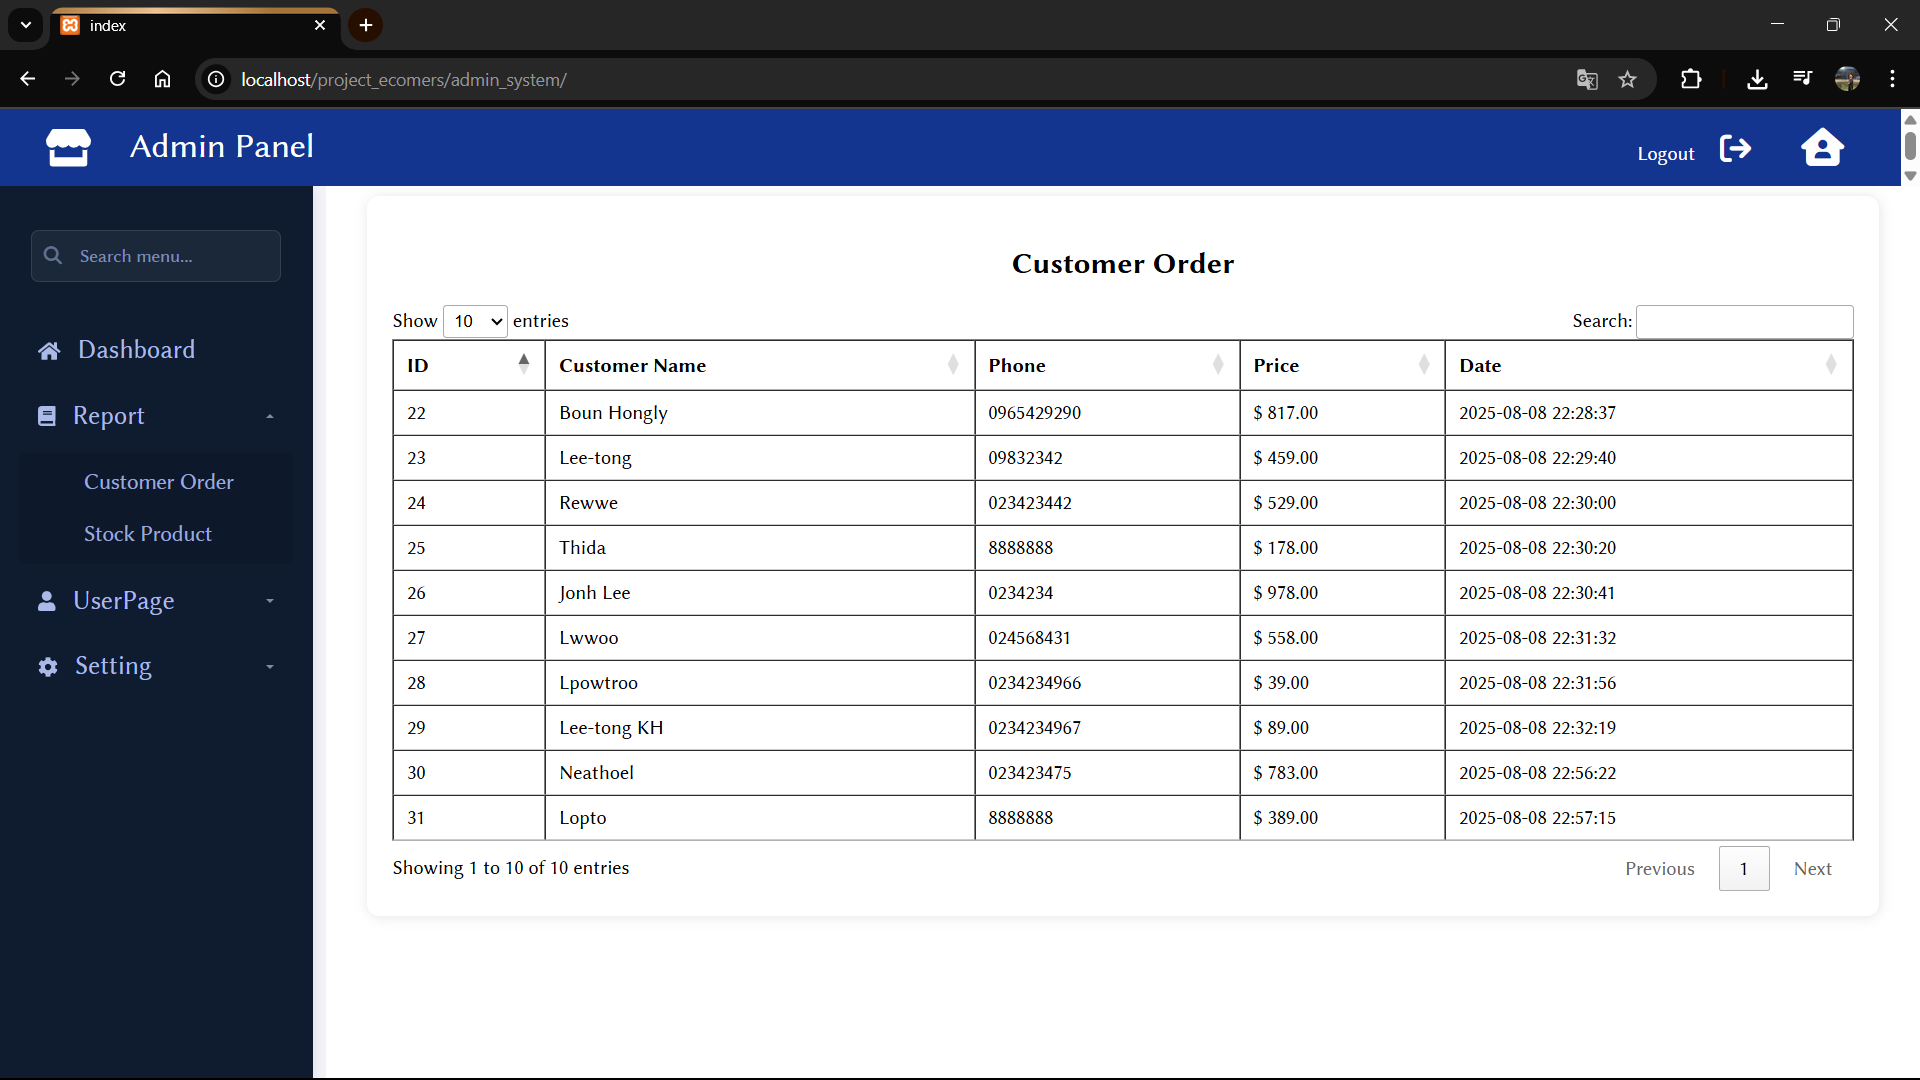 index
localhost/project_ecomers/admin_system/
Admin Panel
Logout
Search menu...
Dashboard
Report
Customer Order
Stock Product
UserPage
Setting
Customer Order
Show 10 entries
Search:
ID Customer Name Phone Price Date
22 Boun Hongly 0965429290 $ 817.00 2025-08-08 22:28:37
23 Lee-tong 09832342 $ 459.00 2025-08-08 22:29:40
24 Rewwe 023423442 $ 529.00 2025-08-08 22:30:00
25 Thida 8888888 $ 178.00 2025-08-08 22:30:20
26 Jonh Lee 0234234 $ 978.00 2025-08-08 22:30:41
27 Lwwoo 024568431 $ 558.00 2025-08-08 22:31:32
28 Lpowtroo 0234234966 $ 39.00 2025-08-08 22:31:56
29 Lee-tong KH 0234234967 $ 89.00 2025-08-08 22:32:19
30 Neathoel 023423475 $ 783.00 2025-08-08 22:56:22
31 Lopto 8888888 $ 389.00 2025-08-08 22:57:15
Showing 1 to 10 of 10 entries
Previous 1 Next